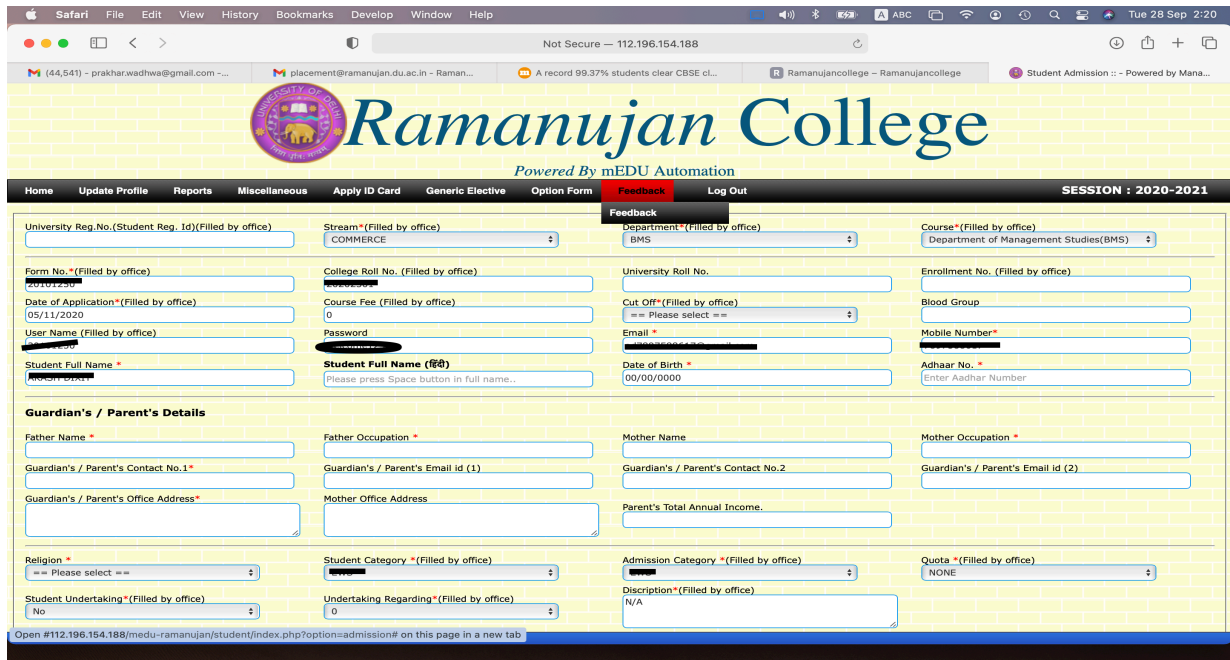 Safari File Edit View History Bookmarks Develop Window Help A ABC Tue 28 Sep 2:20
Not Secure — 112.196.154.188
(44,541) - prakhar.wadhwa@gmail.com -... placement@ramanujan.du.ac.in - Raman... A record 99.37% students clear CBSE cl... R Ramanujancollege – Ramanujancollege Student Admission :: - Powered by Mana...
UNIVERSITY OF DELHI
Ramanujan College
Powered By mEDU Automation
Home Update Profile Reports Miscellaneous Apply ID Card Generic Elective Option Form Feedback Log Out SESSION : 2020-2021
Feedback
University Reg.No.(Student Reg. Id)(Filled by office) Stream*(Filled by office) Department*(Filled by office) Course*(Filled by office)
COMMERCE BMS Department of Management Studies(BMS)
Form No.*(Filled by office) College Roll No. (Filled by office) University Roll No. Enrollment No. (Filled by office)
Date of Application*(Filled by office) Course Fee (Filled by office) Cut Off*(Filled by office) Blood Group
05/11/2020 0 == Please select ==
User Name (Filled by office) Password Email * Mobile Number*
Student Full Name * Student Full Name (हिंदी) Date of Birth * Adhaar No. *
Please press Space button in full name.. 00/00/0000 Enter Aadhar Number
Guardian's / Parent's Details
Father Name * Father Occupation * Mother Name Mother Occupation *
Guardian's / Parent's Contact No.1* Guardian's / Parent's Email id (1) Guardian's / Parent's Contact No.2 Guardian's / Parent's Email id (2)
Guardian's / Parent's Office Address* Mother Office Address Parent's Total Annual Income.
Religion * Student Category *(Filled by office) Admission Category *(Filled by office) Quota *(Filled by office)
== Please select == NONE
Student Undertaking*(Filled by office) Undertaking Regarding*(Filled by office) Discription*(Filled by office)
No 0 N/A
Open #112.196.154.188/medu-ramanujan/student/index.php?option=admission# on this page in a new tab